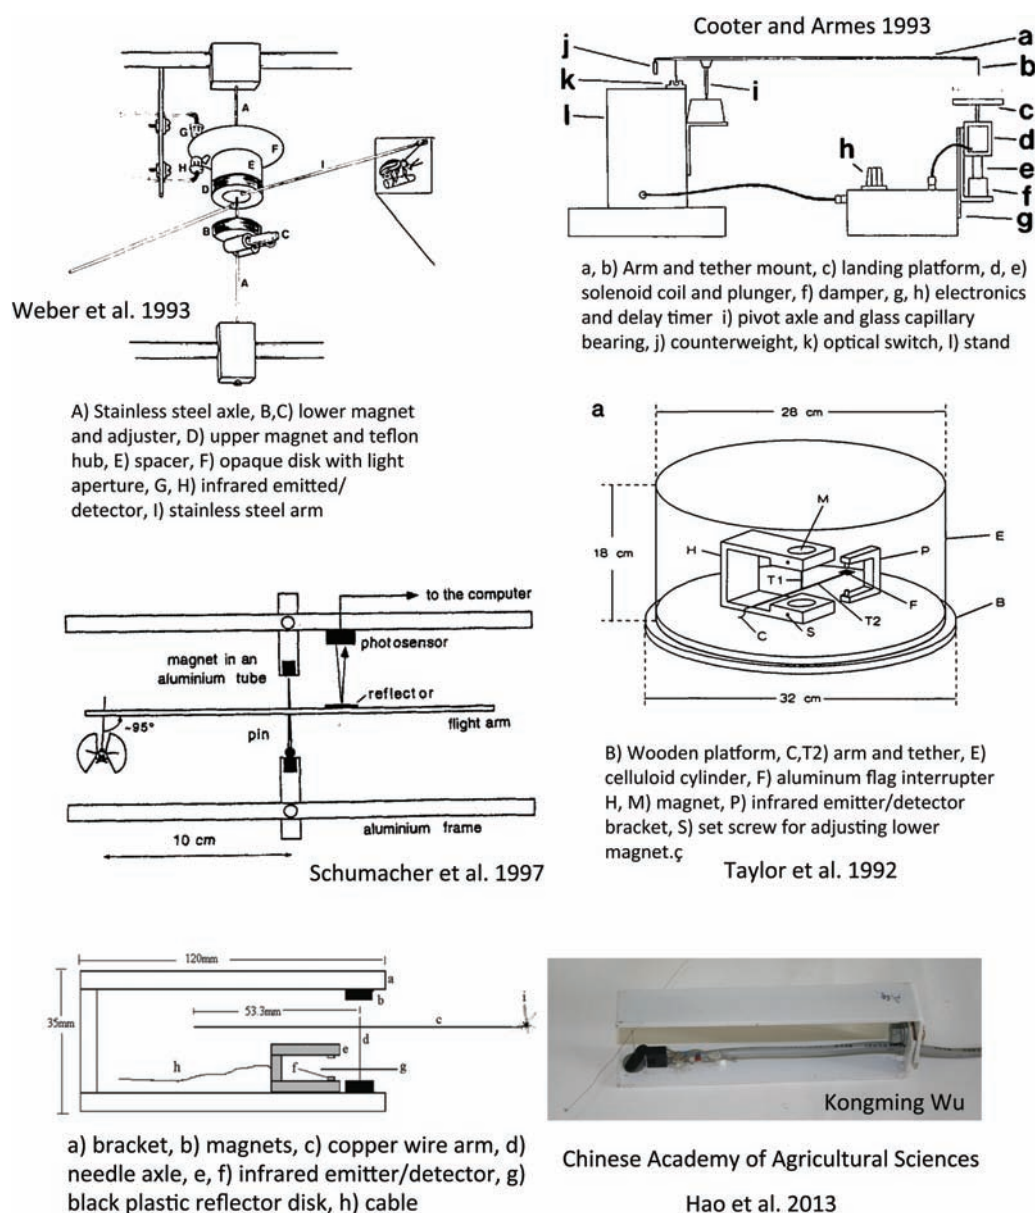 A
G
F
E
H
I
D
B
C
A
Weber et al. 1993
A) Stainless steel axle, B,C) lower magnet
and adjuster, D) upper magnet and teflon
hub, E) spacer, F) opaque disk with light
aperture, G, H) infrared emitted/
detector, I) stainless steel arm
Cooter and Armes 1993
a
j
b
k
i
c
l
d
h
e
f
g
a, b) Arm and tether mount, c) landing platform, d, e)
solenoid coil and plunger, f) damper, g, h) electronics
and delay timer i) pivot axle and glass capillary
bearing, j) counterweight, k) optical switch, l) stand
to the computer
photosensor
magnet in an
aluminium tube
reflector
flight arm
~95°
pin
aluminium frame
10 cm
Schumacher et al. 1997
a
28 cm
M
H
P
E
18 cm
T1
F
B
T2
C
S
32 cm
B) Wooden platform, C,T2) arm and tether, E)
celluloid cylinder, F) aluminum flag interrupter
H, M) magnet, P) infrared emitter/detector
bracket, S) set screw for adjusting lower
magnet.ç
Taylor et al. 1992
120mm
a
b
i
35mm
53.3mm
c
d
e
h
f
g
a) bracket, b) magnets, c) copper wire arm, d)
needle axle, e, f) infrared emitter/detector, g)
black plastic reflector disk, h) cable
Kongming Wu
Chinese Academy of Agricultural Sciences
Hao et al. 2013